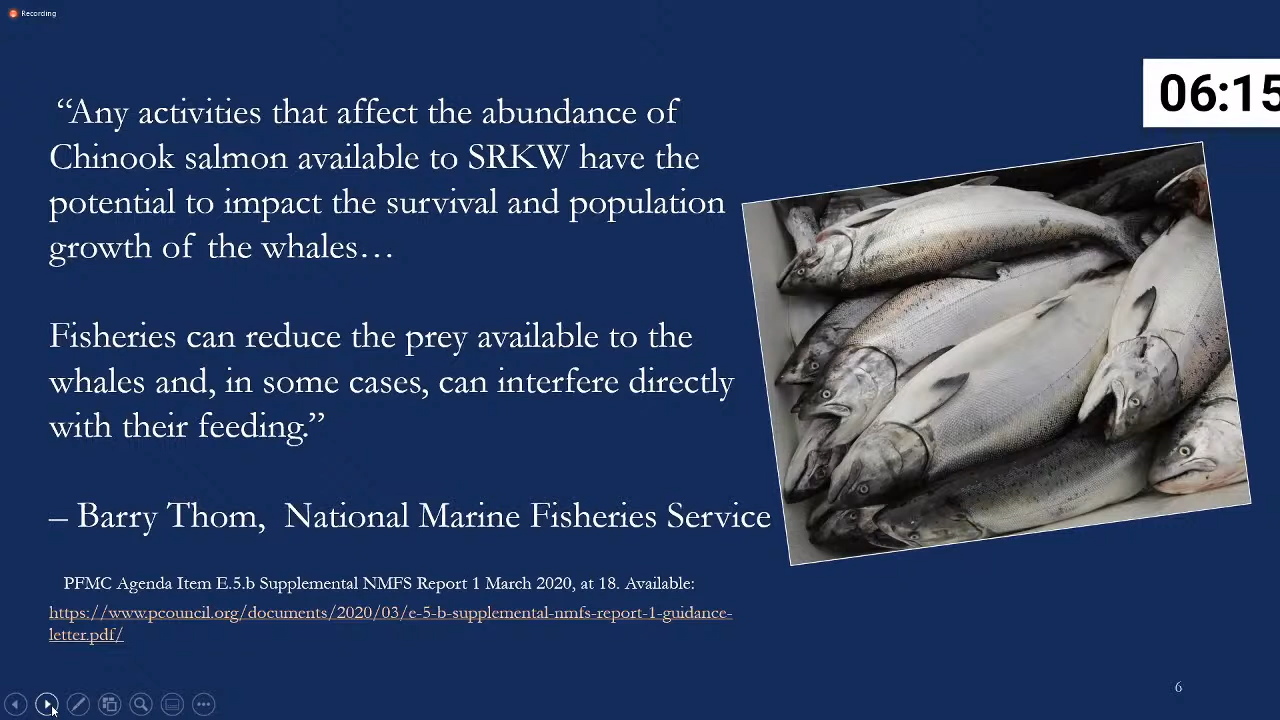 Recording
06:15
“Any activities that affect the abundance of
Chinook salmon available to SRKW have the
potential to impact the survival and population
growth of the whales…
Fisheries can reduce the prey available to the
whales and, in some cases, can interfere directly
with their feeding.”
– Barry Thom, National Marine Fisheries Service
PFMC Agenda Item E.5.b Supplemental NMFS Report 1 March 2020, at 18. Available:
https://www.pcouncil.org/documents/2020/03/e-5-b-supplemental-nmfs-report-1-guidance-
letter.pdf/
6